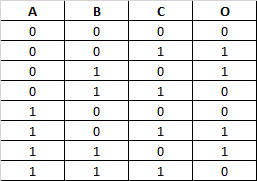 A B C O
0 0 0 0
0 0 1 1
0 1 0 1
0 1 1 0
1 0 0 0
1 0 1 1
1 1 0 1
1 1 1 0